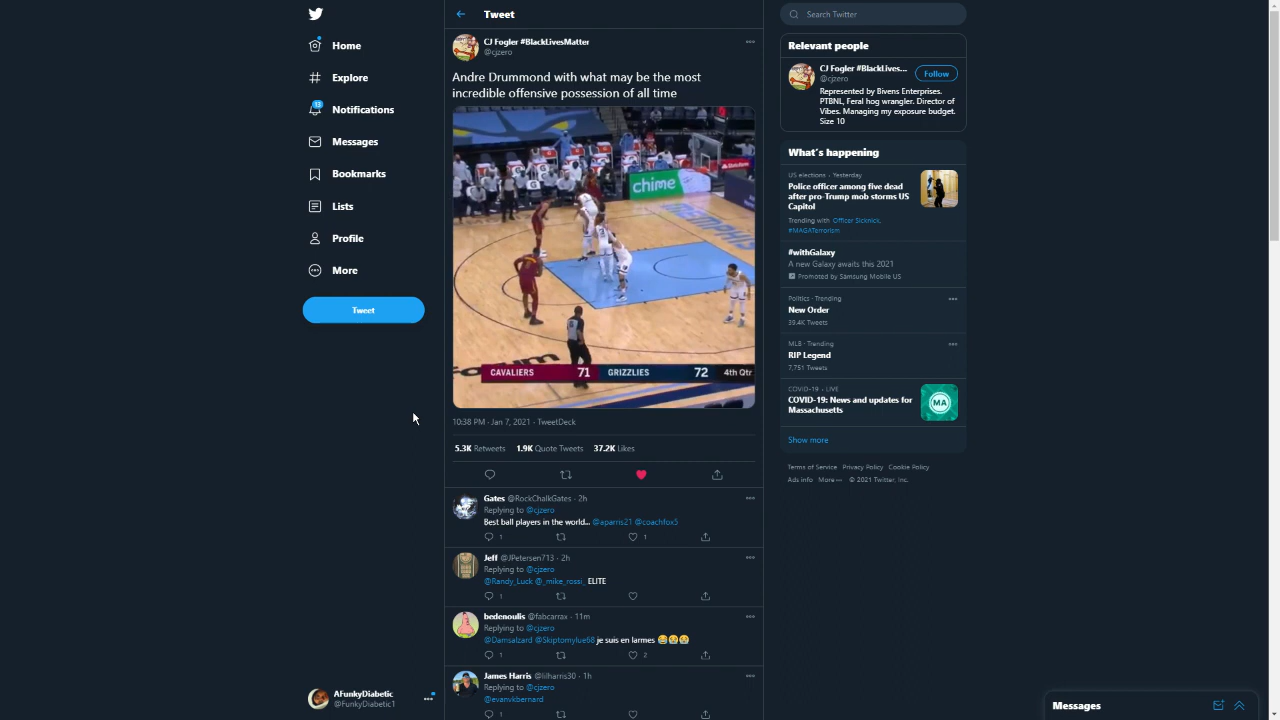 Home
Explore
13
Notifications
Messages
Bookmarks
Lists
Profile
More
Tweet
AFunkyDiabetic
@FunkyDiabetic1
Tweet
CJ Fogler #BlackLivesMatter
@cjzero
Andre Drummond with what may be the most
incredible offensive possession of all time
chime
CAVALIERS 71 GRIZZLIES 72 4th Qtr
10:38 PM · Jan 7, 2021 · TweetDeck
5.3K Retweets 1.9K Quote Tweets 37.2K Likes
Gates @RockChalkGates · 2h
Replying to @cjzero
Best ball players in the world... @aparris21 @coachfox5
1 1
Jeff @JPetersen713 · 2h
Replying to @cjzero
@Randy_Luck @_mike_rossi_ ELITE
1
bedenoulis @fabcarrax · 11m
Replying to @cjzero
@Damsalzard @Skiptomylue68 je suis en larmes 😂😂😂
1 2
James Harris @lilharris30 · 1h
Replying to @cjzero
@evanvkbernard
1
Search Twitter
Relevant people
CJ Fogler #BlackLives...
@cjzero
Follow
Represented by Bivens Enterprises.
PTBNL, Feral hog wrangler. Director of
Vibes. Managing my exposure budget.
Size 10
What's happening
US elections · Yesterday
Police officer among five dead
after pro-Trump mob storms US
Capitol
Trending with Officer Sicknick,
#MAGATerrorism
#withGalaxy
A new Galaxy awaits this 2021
Promoted by Samsung Mobile US
Politics · Trending
New Order
39.4K Tweets
MLB · Trending
RIP Legend
7,751 Tweets
COVID-19 · LIVE
COVID-19: News and updates for
Massachusetts
MA
Show more
Terms of Service Privacy Policy Cookie Policy
Ads info More ··· © 2021 Twitter, Inc.
Messages